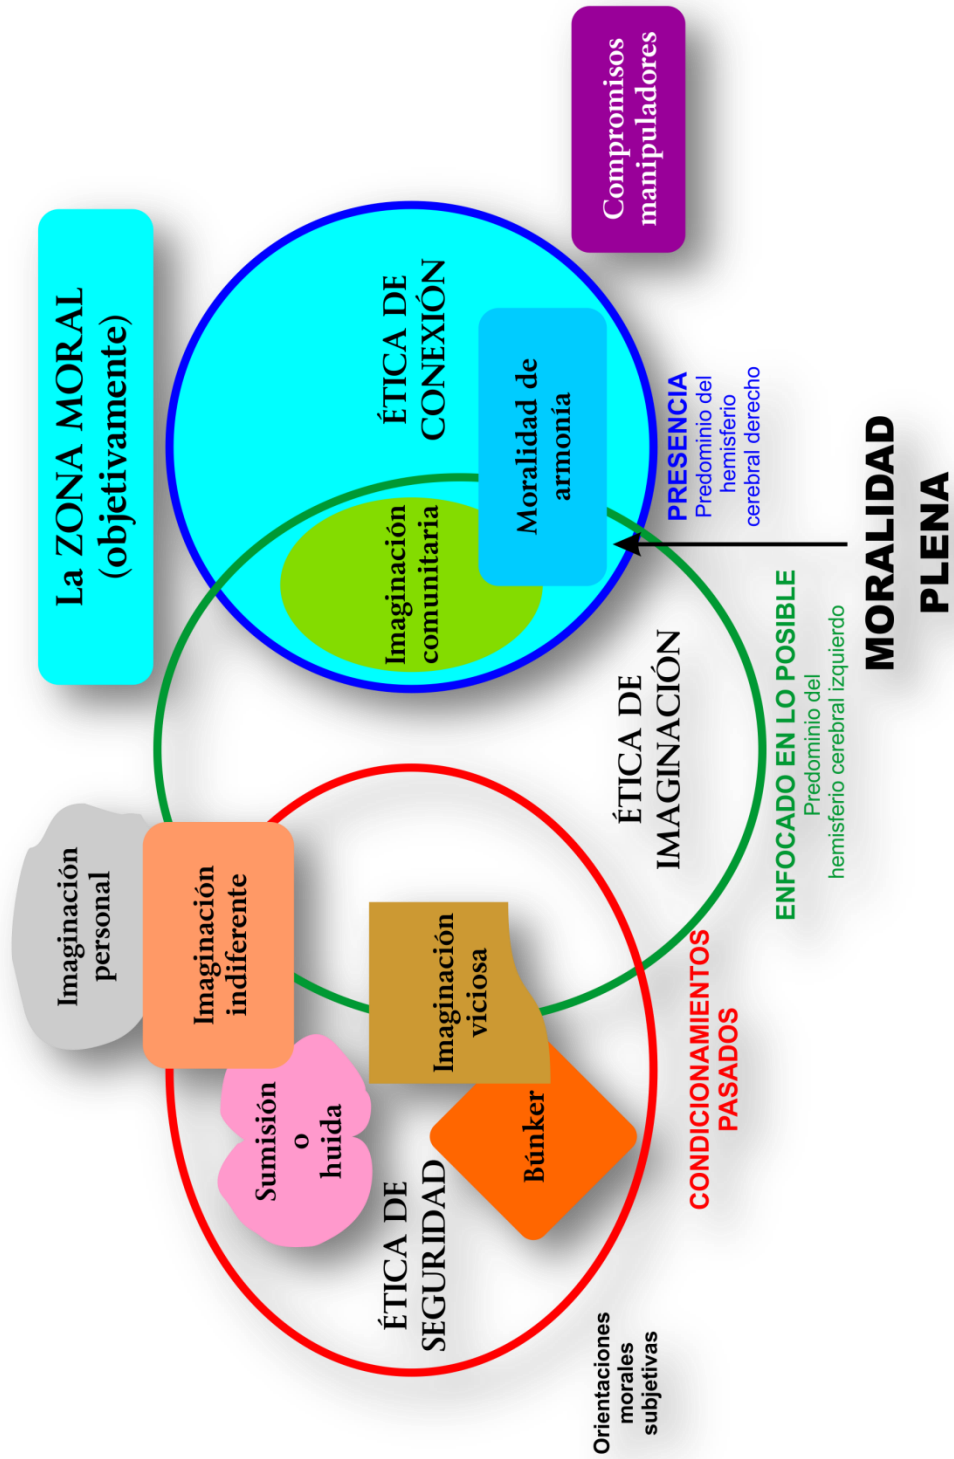 La ZONA MORAL
(objetivamente)
Imaginación
personal
Imaginación
indiferente
Sumisión
o
huida
ÉTICA DE
SEGURIDAD
Imaginación
viciosa
Búnker
Imaginación
comunitaria
ÉTICA DE
CONEXIÓN
Moralidad de
armonía
Compromisos
manipuladores
ÉTICA DE
IMAGINACIÓN
Orientaciones
morales
subjetivas
CONDICIONAMIENTOS
PASADOS
ENFOCADO EN LO POSIBLE
Predominio del
hemisferio cerebral izquierdo
PRESENCIA
Predominio del
hemisferio
cerebral derecho
MORALIDAD
PLENA